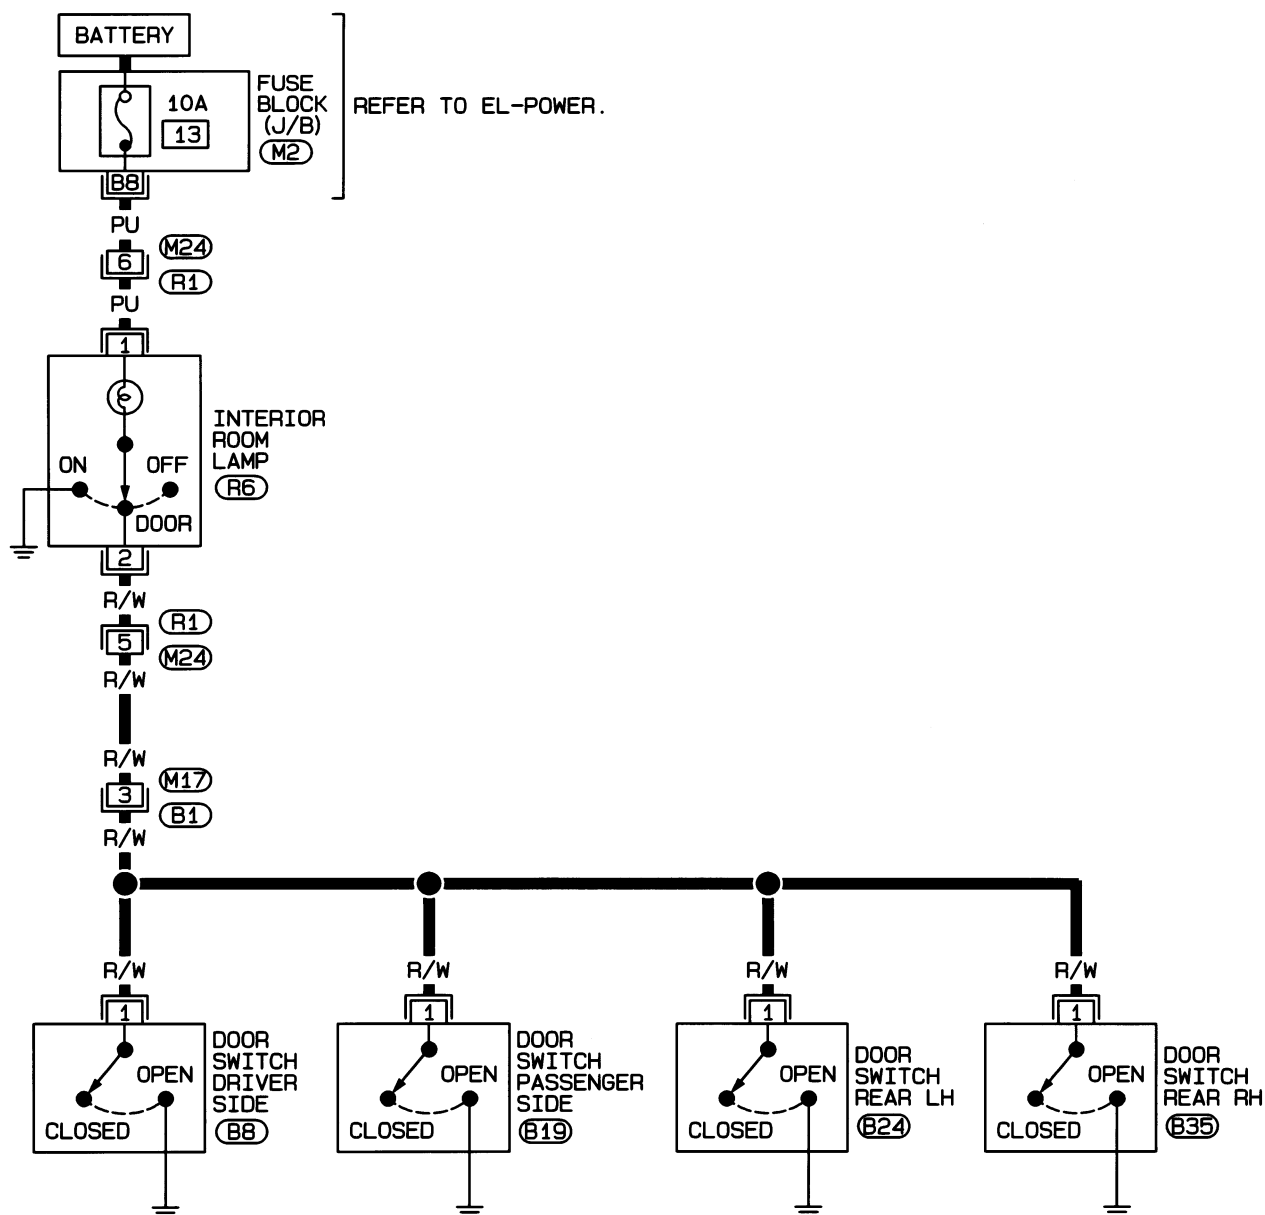 BATTERY
10A
13
FUSE
BLOCK
(J/B)
M2
REFER TO EL-POWER.
B8
PU
M24
6
R1
PU
1
INTERIOR
ROOM
LAMP
R6
ON
OFF
DOOR
2
R/W
R1
5
M24
R/W
R/W
M17
3
B1
R/W
R/W
R/W
R/W
R/W
1
1
1
1
DOOR
SWITCH
DRIVER
SIDE
B8
OPEN
CLOSED
DOOR
SWITCH
PASSENGER
SIDE
B19
OPEN
CLOSED
DOOR
SWITCH
REAR LH
B24
OPEN
CLOSED
DOOR
SWITCH
REAR RH
B35
OPEN
CLOSED